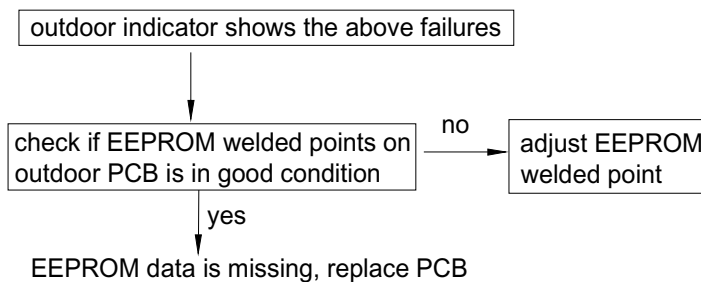 outdoor indicator shows the above failures
check if EEPROM welded points on
outdoor PCB is in good condition
no
adjust EEPROM
welded point
yes
EEPROM data is missing, replace PCB